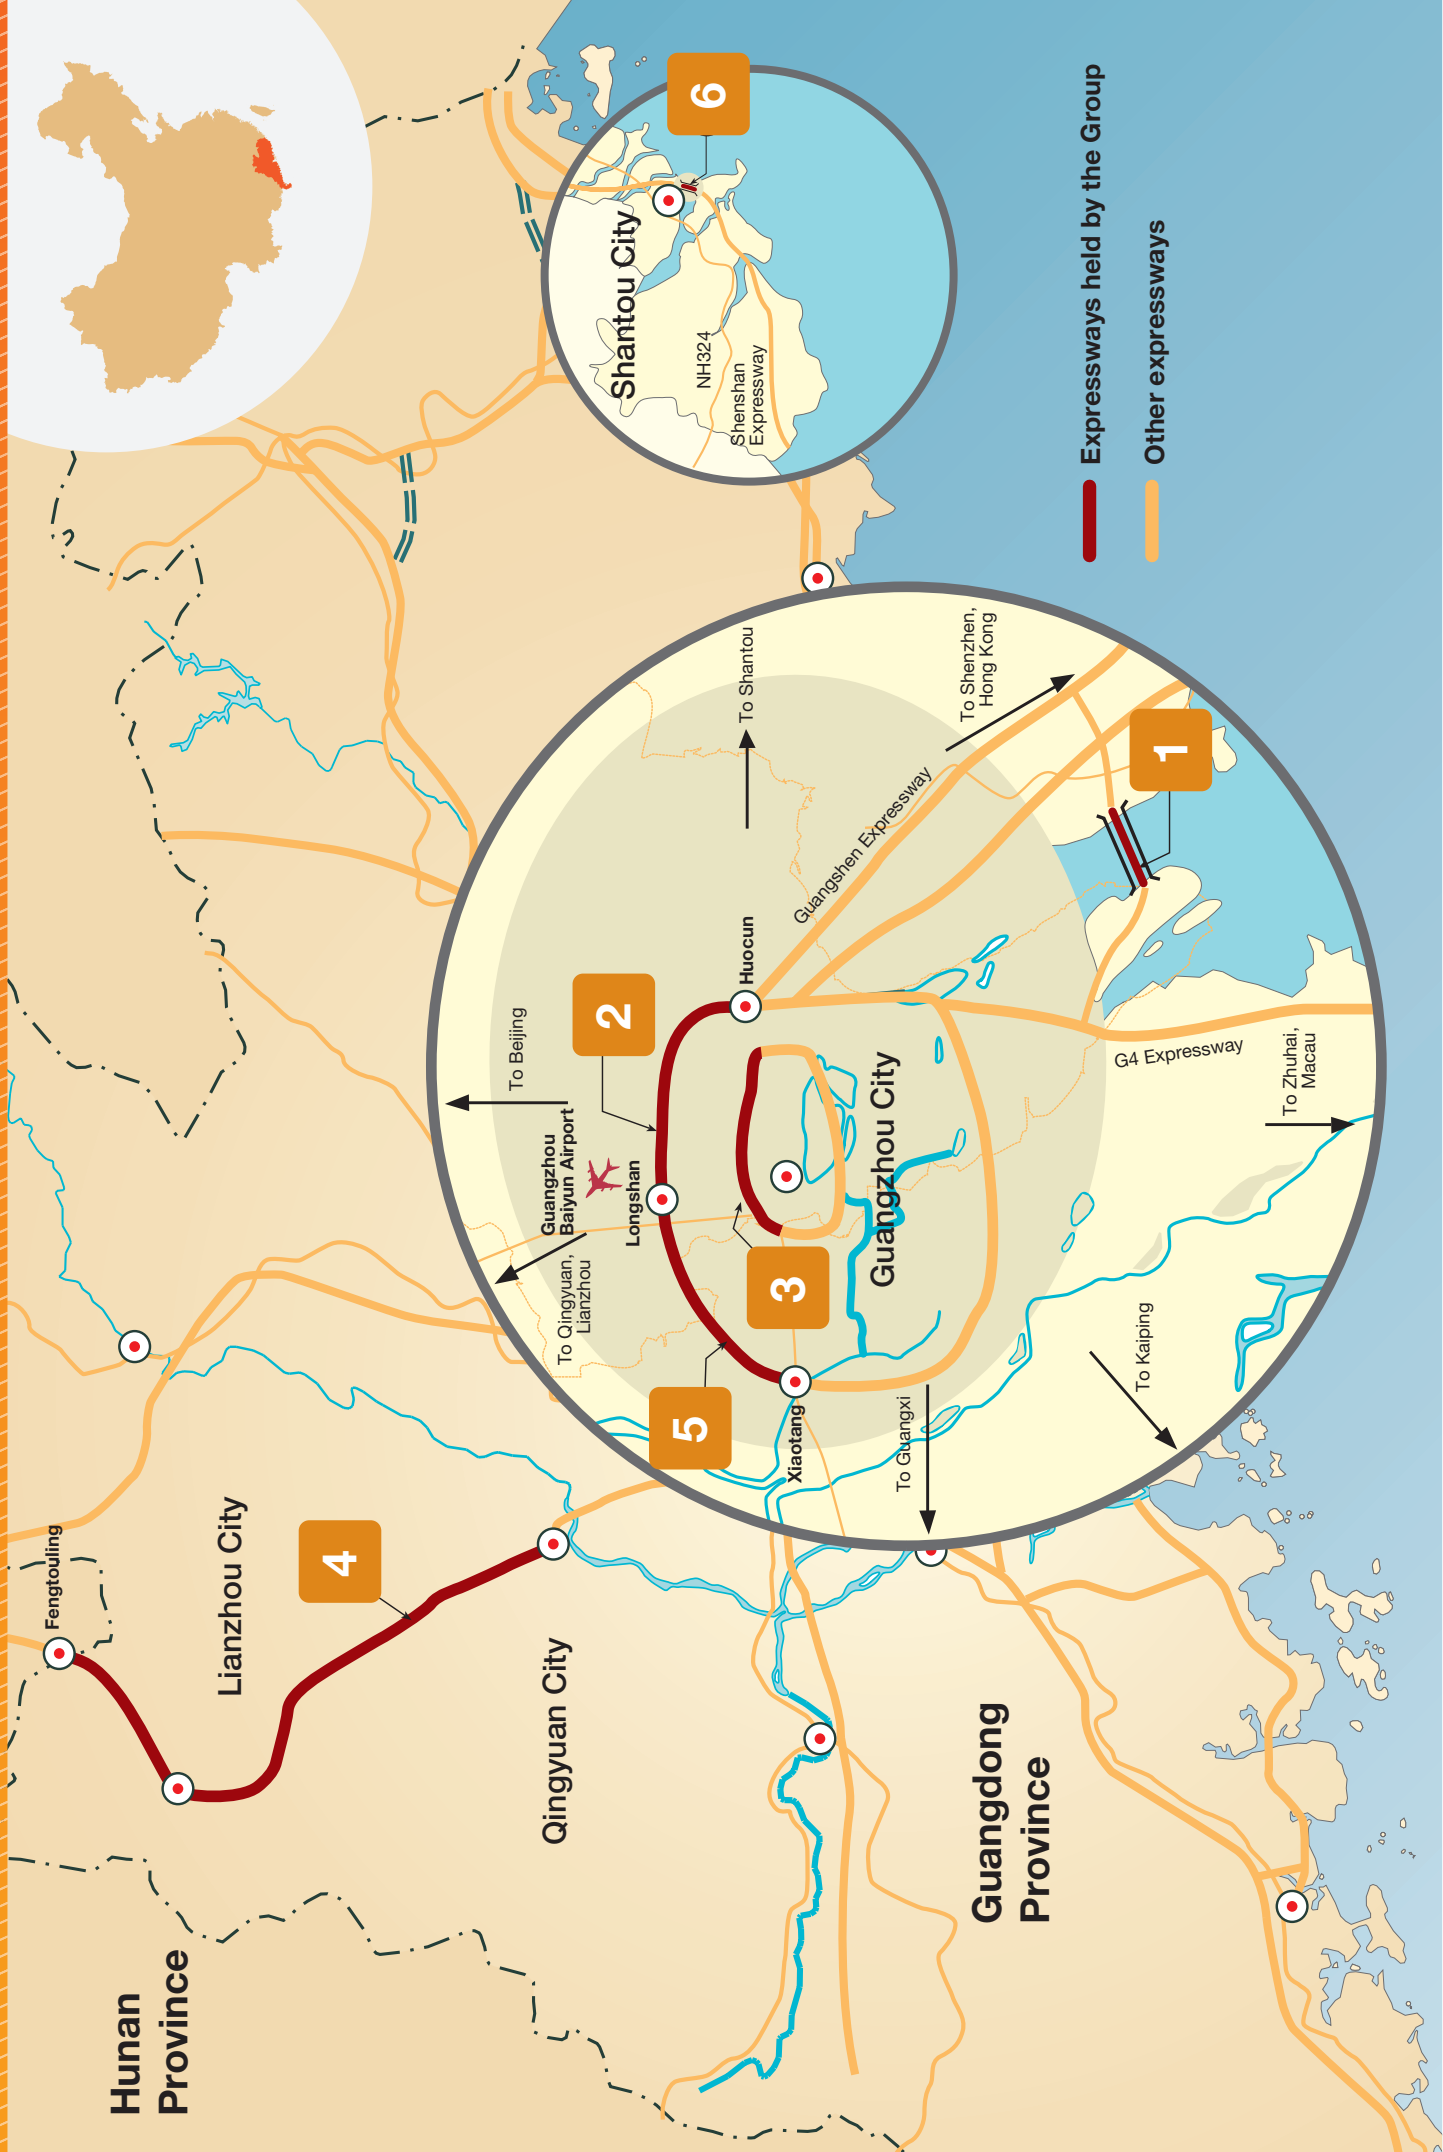 Hunan
Province
Fengtouling
Lianzhou City
4
Qingyuan City
Guangdong
Province
To Beijing
2
Guangzhou
Baiyun Airport
To Qingyuan,
Lianzhou
Longshan
Huocun
5
3
Xiaotang
Guangzhou City
To Guangxi
To Shantou
Guangshen Expressway
To Shenzhen,
Hong Kong
1
G4 Expressway
To Zhuhai,
Macau
To Kaiping
Shantou City
6
NH324
Shenshan
Expressway
Expressways held by the Group
Other expressways